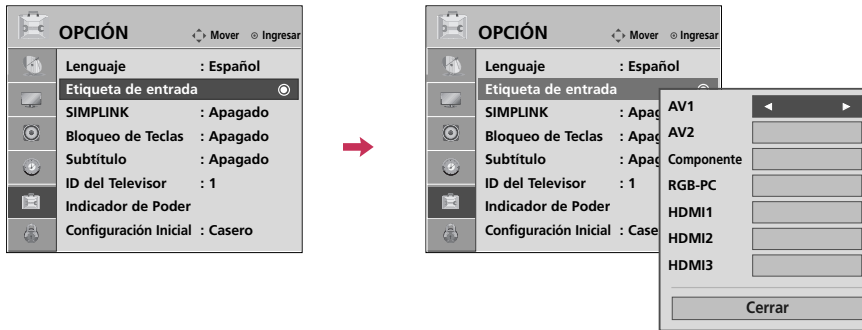 OPCIÓN Mover Ingresar
Lenguaje : Español
Etiqueta de entrada
SIMPLINK : Apagado
Bloqueo de Teclas : Apagado
Subtítulo : Apagado
ID del Televisor : 1
Indicador de Poder
Configuración Inicial : Casero
OPCIÓN Mover Ingresar
Lenguaje : Español
Etiqueta de entrada
SIMPLINK : Apag
Bloqueo de Teclas : Apag
Subtítulo : Apag
ID del Televisor : 1
Indicador de Poder
Configuración Inicial : Case
AV1
AV2
Componente
RGB-PC
HDMI1
HDMI2
HDMI3
Cerrar